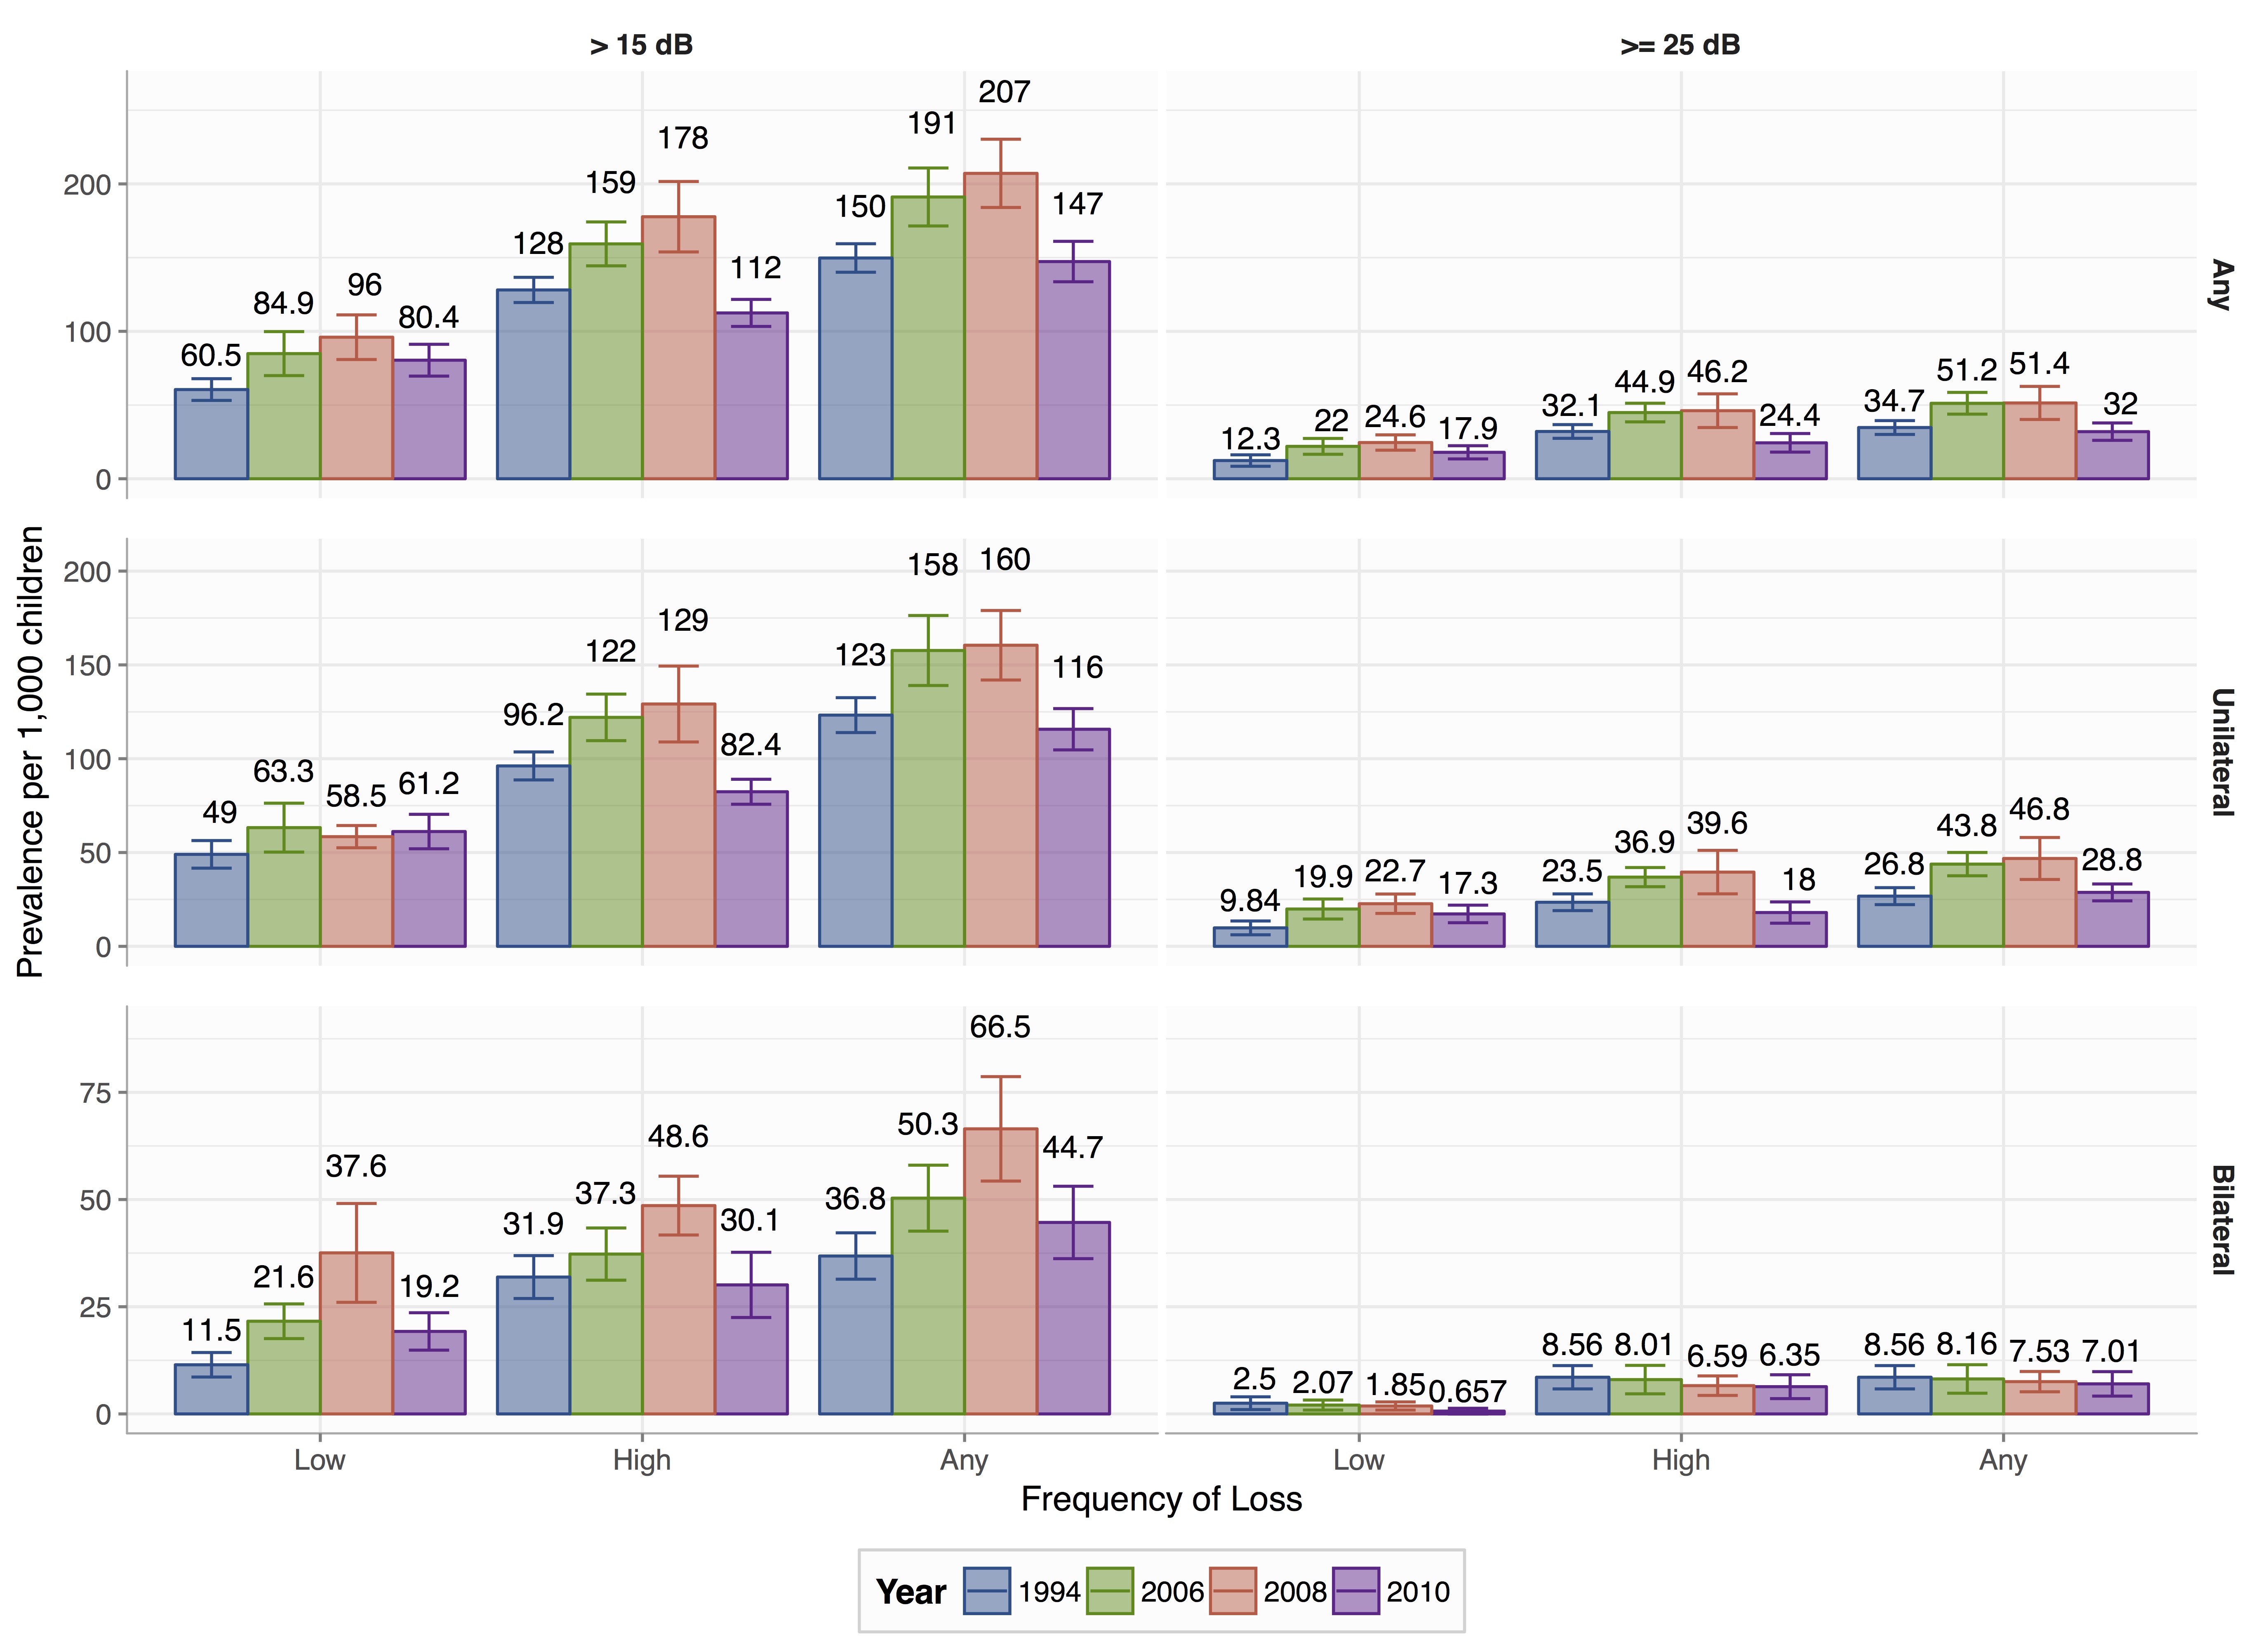 > 15 dB
>= 25 dB
Prevalence per 1,000 children
Any
200
100
0
60.5 84.9 96 80.4
128 159 178 112
150 191 207 147
12.3 22 24.6 17.9
32.1 44.9 46.2 24.4
34.7 51.2 51.4 32
Unilateral
200
150
100
50
0
49 63.3 58.5 61.2
96.2 122 129 82.4
123 158 160 116
9.84 19.9 22.7 17.3
23.5 36.9 39.6 18
26.8 43.8 46.8 28.8
Bilateral
75
50
25
0
11.5 21.6 37.6 19.2
31.9 37.3 48.6 30.1
36.8 50.3 66.5 44.7
2.5 2.07 1.85 0.657
8.56 8.01 6.59 6.35
8.56 8.16 7.53 7.01
Low High Any
Low High Any
Frequency of Loss
Year 1994 2006 2008 2010